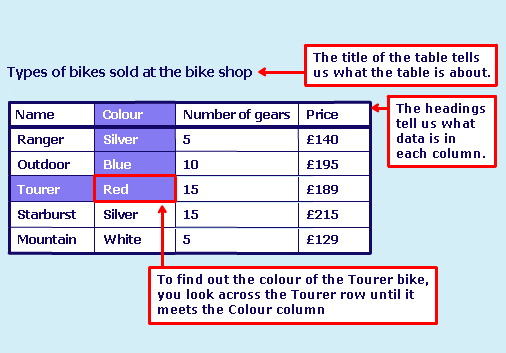 The title of the table tells
us what the table is about.
Types of bikes sold at the bike shop
The headings
tell us what
data is in
each column.
Name Colour Number of gears Price
Ranger Silver 5 £140
Outdoor Blue 10 £195
Tourer Red 15 £189
Starburst Silver 15 £215
Mountain White 5 £129
To find out the colour of the Tourer bike,
you look across the Tourer row until it
meets the Colour column